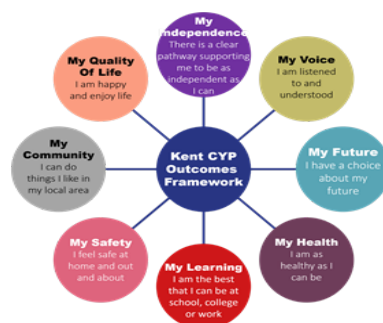 My
Independence
There is a clear
pathway supporting
me to be as
independent as
I can
My Voice
I am listened
to and
understood
My Future
I have a choice
about my
future
My Health
I am as
healthy as I
can be
My Learning
I am the best
that I can be at
school, college
or work
My Safety
I feel safe at
home and out
and about
My
Community
I can do
things I like in
my local area
My Quality
Of Life
I am happy
and enjoy life
Kent CYP
Outcomes
Framework